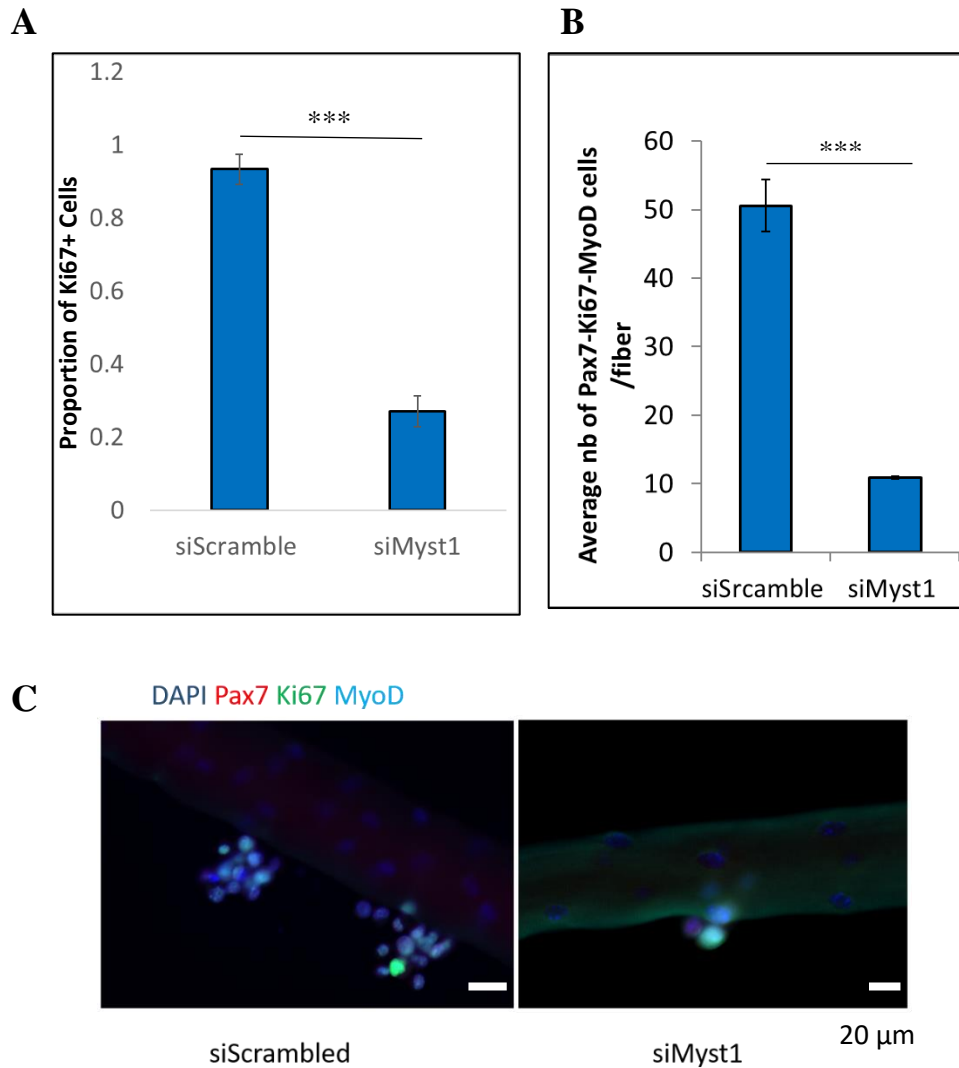 A
Proportion of Ki67+ Cells
1.2
1
0.8
0.6
0.4
0.2
0
***
siScramble siMyst1
B
Average nb of Pax7-Ki67-MyoD cells
/fiber
60
50
40
30
20
10
0
***
siSrcamble siMyst1
C
DAPI Pax7 Ki67 MyoD
20 µm
siScrambled siMyst1